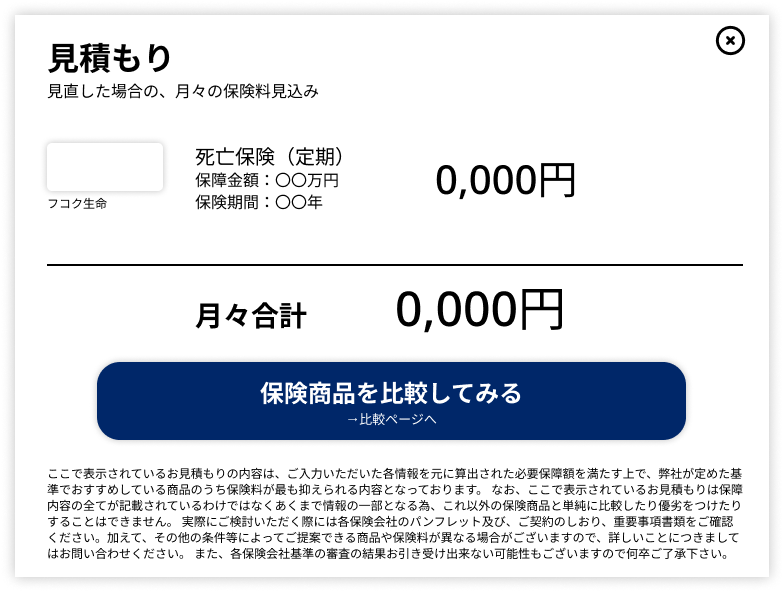 見積もり
見直した場合の、月々の保険料見込み
死亡保険（定期）
保障金額：〇〇万円
保険期間：〇〇年
0,000円
フコク生命
月々合計
0,000円
保険商品を比較してみる
→比較ページへ
ここで表示されているお見積もりの内容は、ご入力いただいた各情報を元に算出された必要保障額を満たす上で、弊社が定めた基
準でおすすめしている商品のうち保険料が最も抑えられる内容となっております。 なお、ここで表示されているお見積もりは保障
内容の全てが記載されているわけではなくあくまで情報の一部となる為、これ以外の保険商品と単純に比較したり優劣をつけたり
することはできません。 実際にご検討いただく際には各保険会社のパンフレット及び、ご契約のしおり、重要事項書類をご確認
ください。加えて、その他の条件等によってご提案できる商品や保険料が異なる場合がございますので、詳しいことにつきまして
はお問い合わせください。 また、各保険会社基準の審査の結果お引き受け出来ない可能性もございますので何卒ご了承下さい。